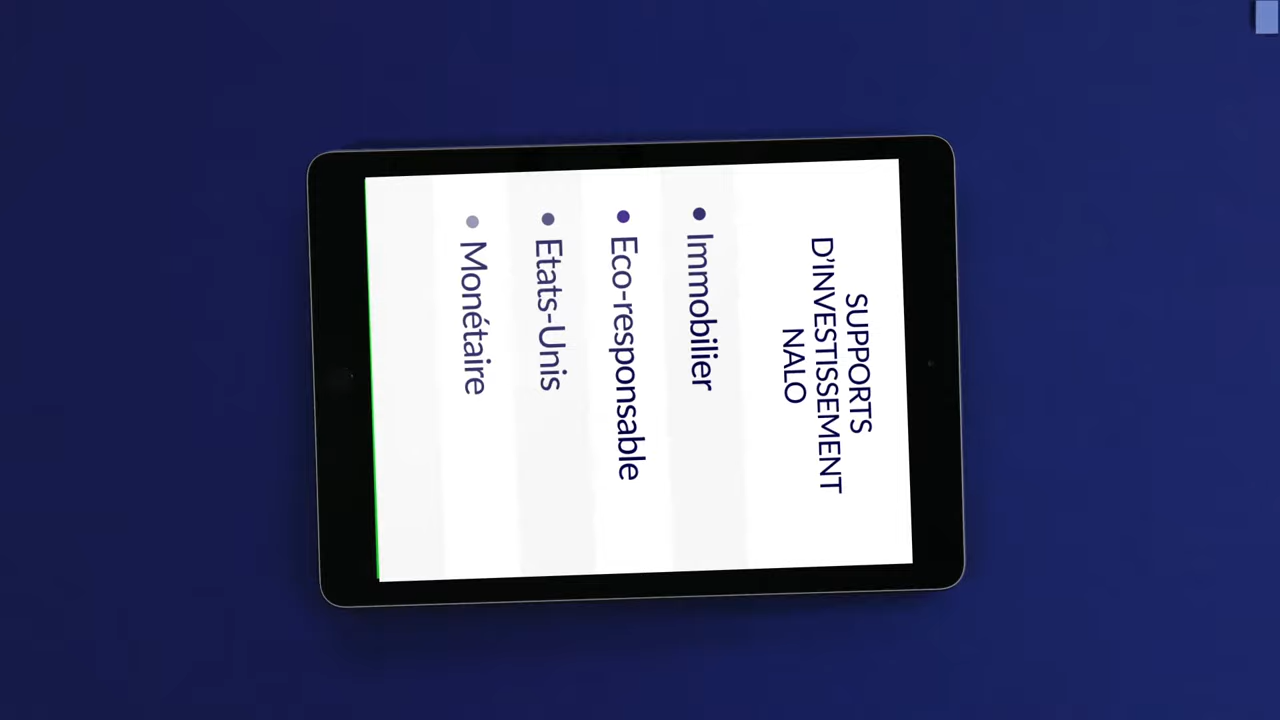 SUPPORTS
D'INVESTISSEMENT
NALO
• Immobilier
• Eco-responsable
• Etats-Unis
• Monétaire